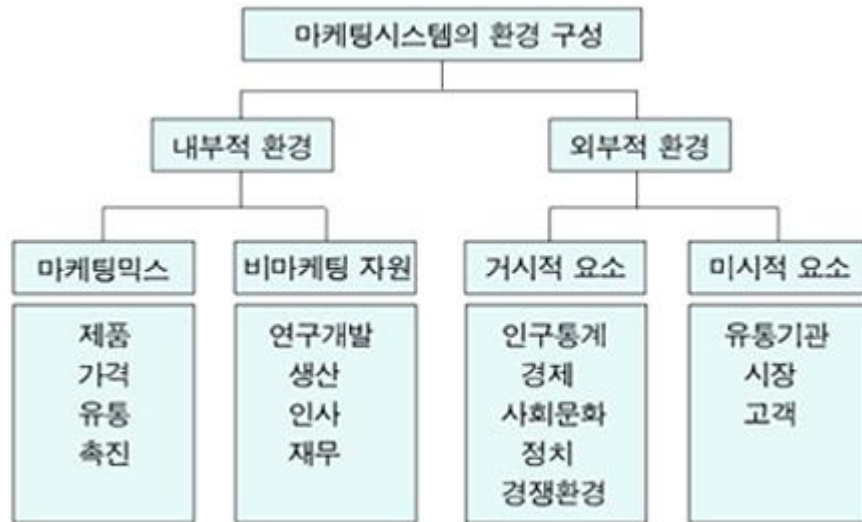 마케팅시스템의 환경 구성
내부적 환경
외부적 환경
마케팅믹스
비마케팅 자원
거시적 요소
미시적 요소
제품
가격
유통
촉진
연구개발
생산
인사
재무
인구통계
경제
사회문화
정치
경쟁환경
유통기관
시장
고객